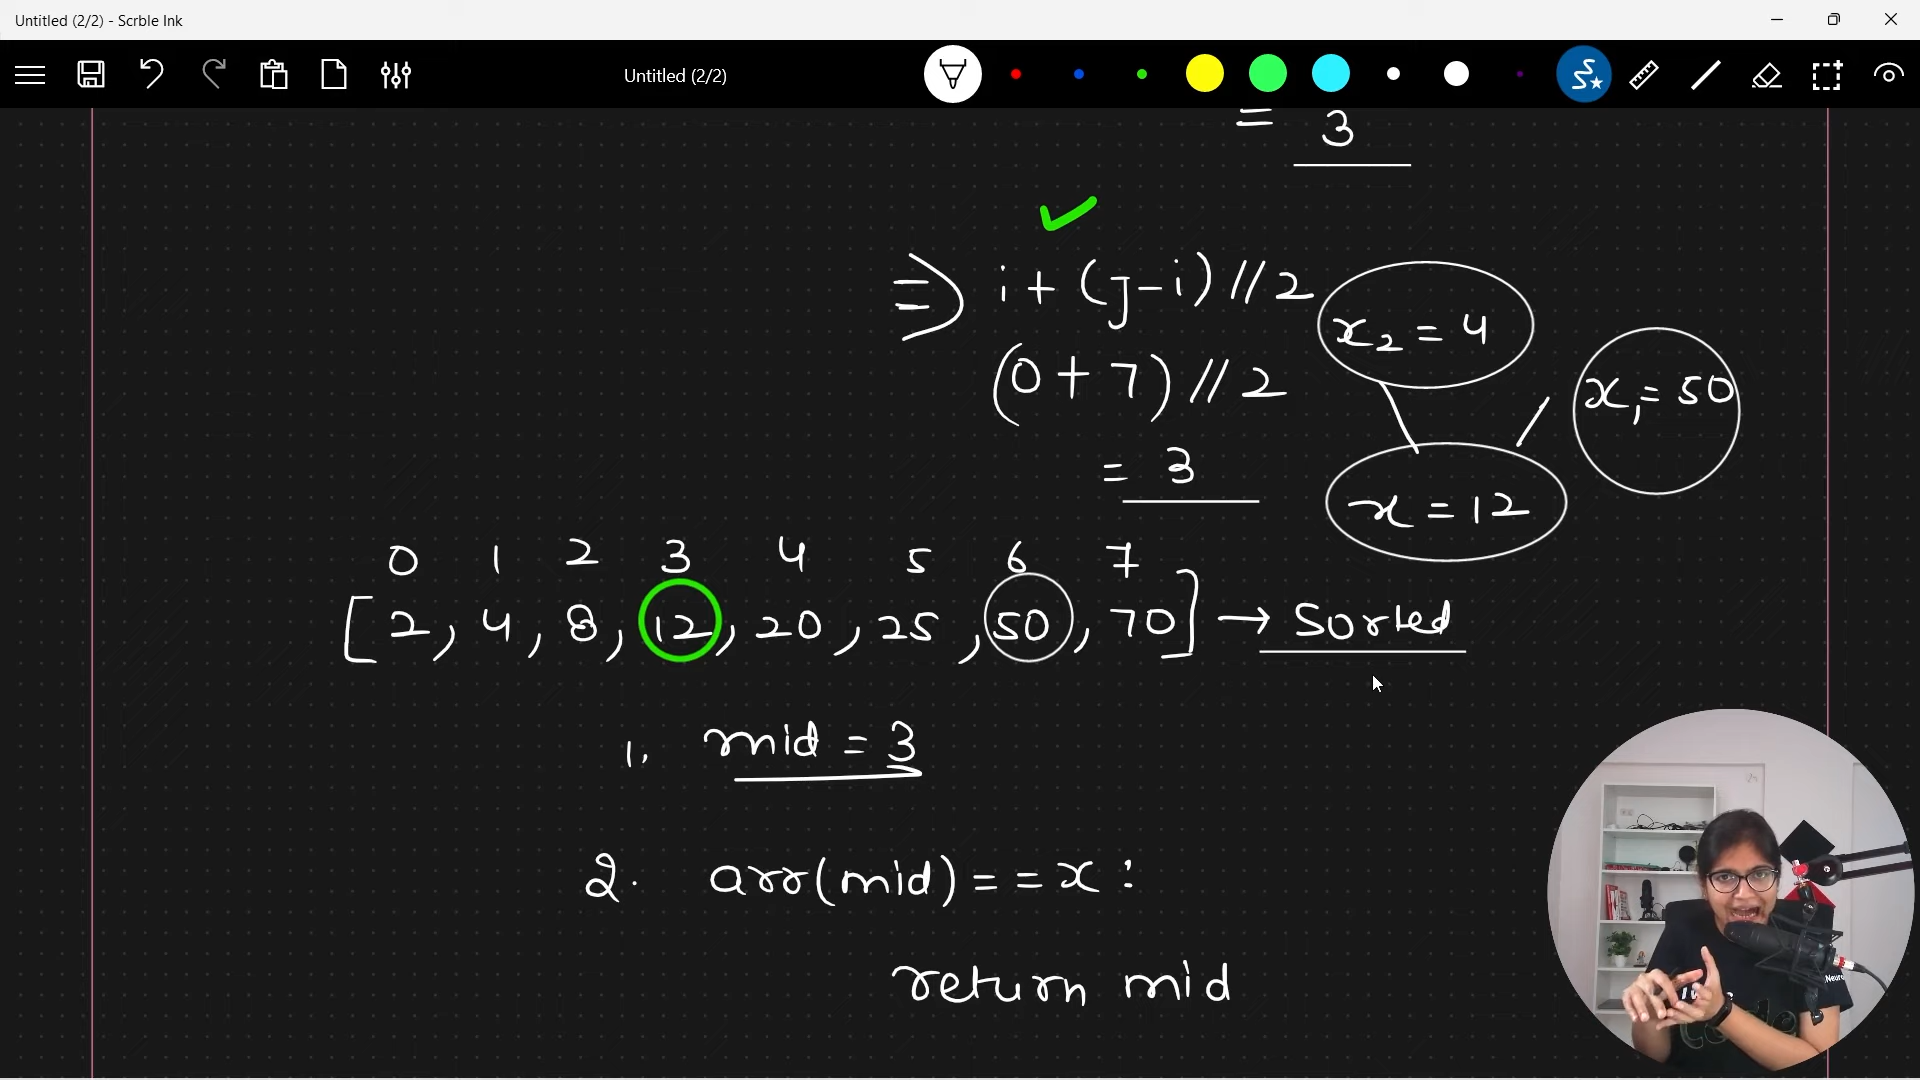 Untitled (2/2) - Scrble Ink
Untitled (2/2)
= 3
=> i + (j-i) // 2
x₂ = 4
(0 + 7) // 2
x₁ = 50
= 3
x = 12
0 1 2 3 4 5 6 7
[2, 4, 8, 12, 20, 25, 50, 70] → Sorted
1. mid = 3
2. arr(mid) == x :
return mid